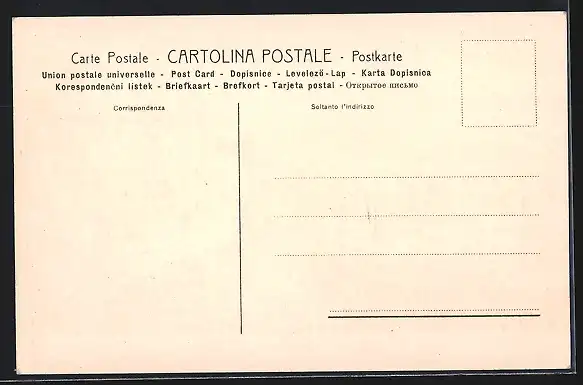 Carte Postale - CARTOLINA POSTALE - Postkarte
Union postale universelle - Post Card - Dopisnice - Levelező-Lap - Karta Dopisnica
Korespondenční lístek - Briefkaart - Brefkort - Tarjeta postal - Открытое письмо
Corrispondenza
Soltanto l'indirizzo